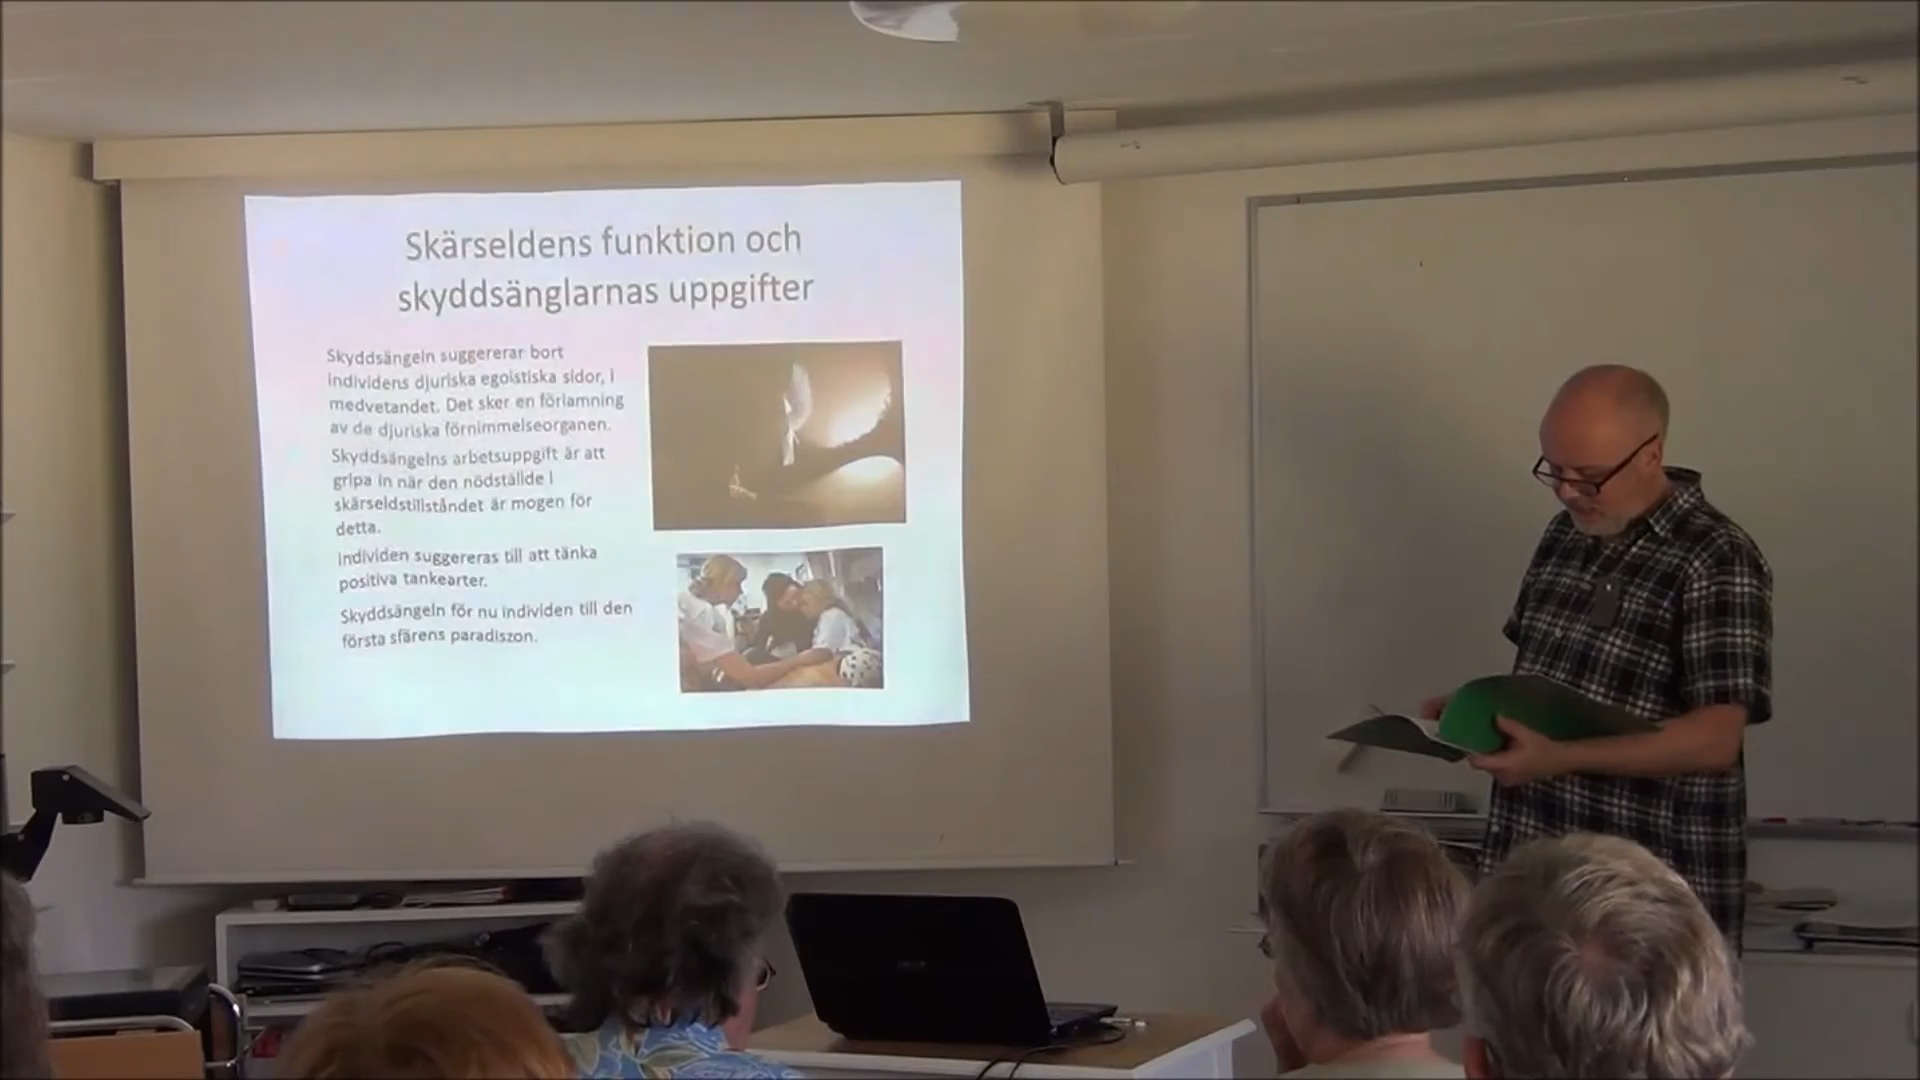 Skärseldens funktion och
skyddsänglarnas uppgifter
Skyddsängeln suggererar bort
individens djuriska egoistiska sidor, i
medvetandet. Det sker en förlamning
av de djuriska förnimmelseorganen.
Skyddsängelns arbetsuppgift är att
gripa in när den nödställde i
skärseldstillståndet är mogen för
detta.
Individen suggereras till att tänka
positiva tankearter.
Skyddsängeln för nu individen till den
första sfärens paradiszon.